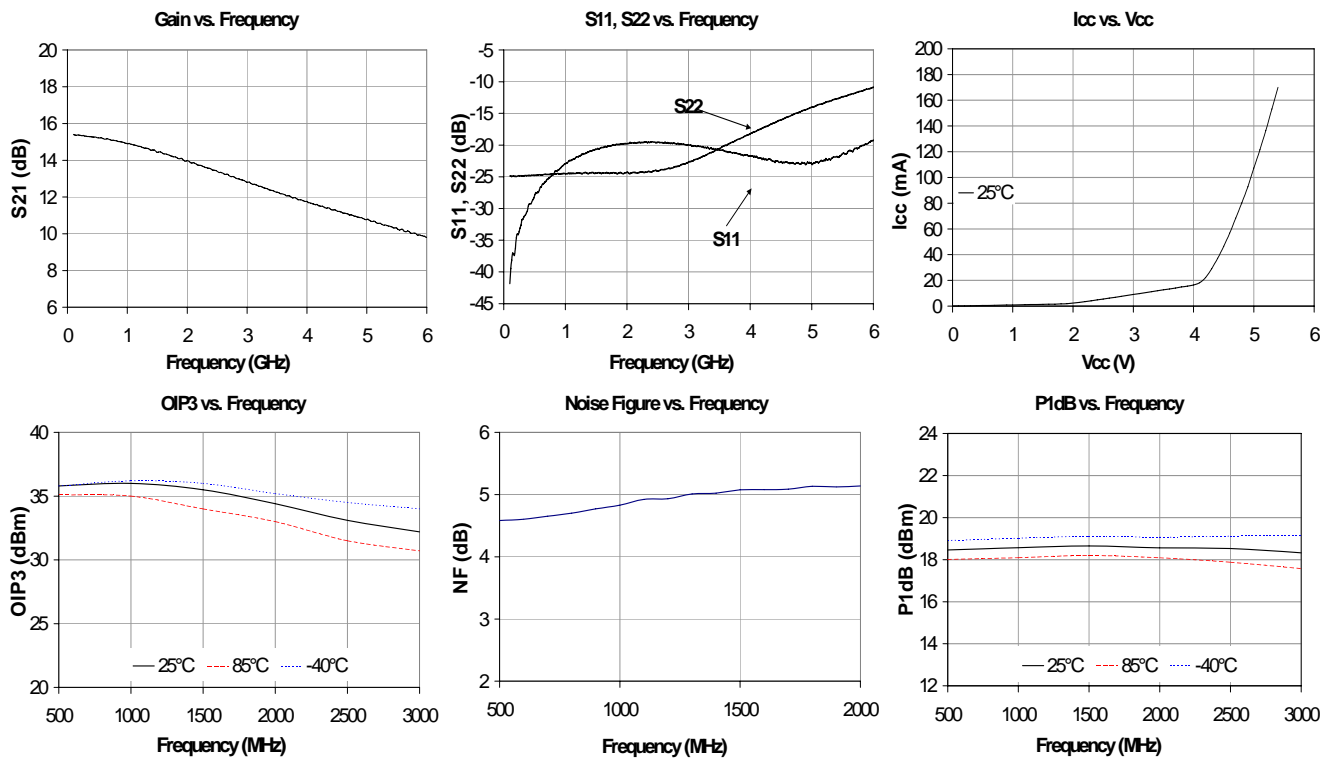 Gain vs. Frequency
20
18
16
14
12
10
8
6
S21 (dB)
0 1 2 3 4 5 6
Frequency (GHz)
S11, S22 vs. Frequency
-5
-10
-15
-20
-25
-30
-35
-40
-45
S11, S22 (dB)
S22
S11
0 1 2 3 4 5 6
Frequency (GHz)
Icc vs. Vcc
200
180
160
140
120
100
80
60
40
20
0
Icc (mA)
25°C
0 1 2 3 4 5 6
Vcc (V)
OIP3 vs. Frequency
40
35
30
25
20
OIP3 (dBm)
25°C 85°C -40°C
500 1000 1500 2000 2500 3000
Frequency (MHz)
Noise Figure vs. Frequency
6
5
4
3
2
NF (dB)
500 1000 1500 2000
Frequency (MHz)
P1dB vs. Frequency
24
22
20
18
16
14
12
P1dB (dBm)
25°C 85°C -40°C
500 1000 1500 2000 2500 3000
Frequency (MHz)